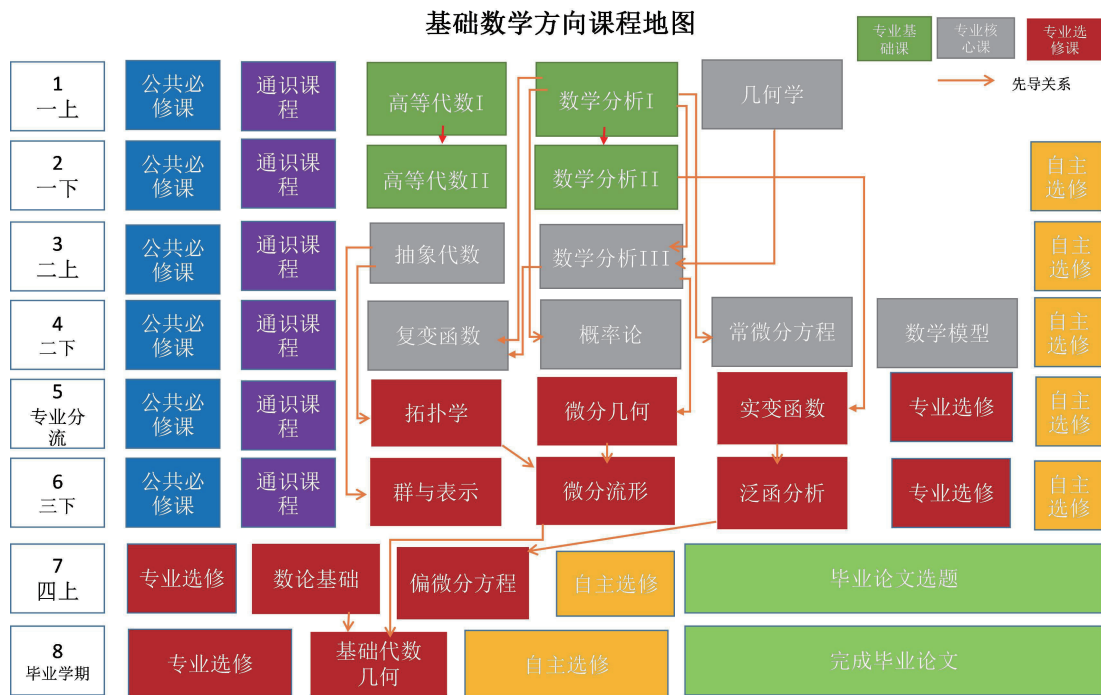 基础数学方向课程地图
专业基
础课
专业核
心课
专业选
修课
先导关系
1
一上
公共必
修课
通识课
程
高等代数I
数学分析I
几何学
2
一下
公共必
修课
通识课
程
高等代数II
数学分析II
自主
选修
3
二上
公共必
修课
通识课
程
抽象代数
数学分析III
自主
选修
4
二下
公共必
修课
通识课
程
复变函数
概率论
常微分方程
数学模型
自主
选修
5
专业分
流
公共必
修课
通识课
程
拓扑学
微分几何
实变函数
专业选修
自主
选修
6
三下
公共必
修课
通识课
程
群与表示
微分流形
泛函分析
专业选修
自主
选修
7
四上
专业选修
数论基础
偏微分方程
自主选修
毕业论文选题
8
毕业学期
专业选修
基础代数
几何
自主选修
完成毕业论文